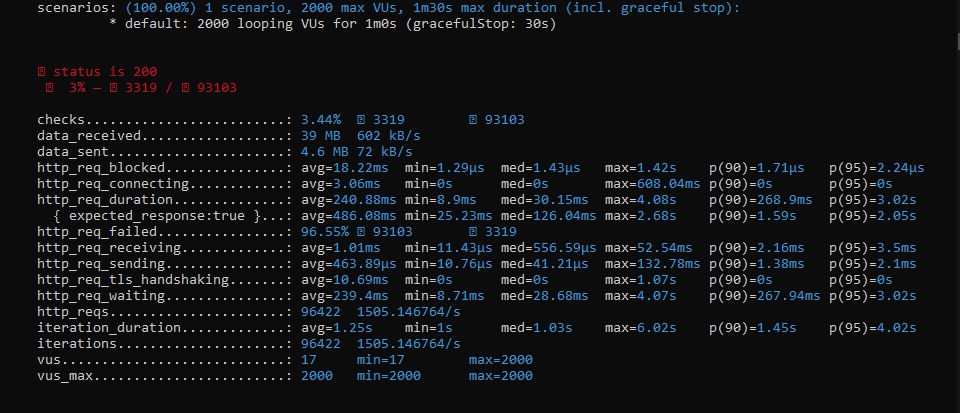 scenarios: (100.00%) 1 scenario, 2000 max VUs, 1m30s max duration (incl. graceful stop):
* default: 2000 looping VUs for 1m0s (gracefulStop: 30s)
status is 200
3% — 3319 / 93103
checks.........................: 3.44% 3319 93103
data_received..................: 39 MB 602 kB/s
data_sent......................: 4.6 MB 72 kB/s
http_req_blocked...............: avg=18.22ms min=1.29µs med=1.43µs max=1.42s p(90)=1.71µs p(95)=2.24µs
http_req_connecting............: avg=3.06ms min=0s med=0s max=608.04ms p(90)=0s p(95)=0s
http_req_duration..............: avg=240.88ms min=8.9ms med=30.15ms max=4.08s p(90)=268.9ms p(95)=3.02s
{ expected_response:true }...: avg=486.08ms min=25.23ms med=126.04ms max=2.68s p(90)=1.59s p(95)=2.05s
http_req_failed................: 96.55% 93103 3319
http_req_receiving.............: avg=1.01ms min=11.43µs med=556.59µs max=52.54ms p(90)=2.16ms p(95)=3.5ms
http_req_sending...............: avg=463.89µs min=10.76µs med=41.21µs max=132.78ms p(90)=1.38ms p(95)=2.1ms
http_req_tls_handshaking.......: avg=10.69ms min=0s med=0s max=1.07s p(90)=0s p(95)=0s
http_req_waiting...............: avg=239.4ms min=8.71ms med=28.68ms max=4.07s p(90)=267.94ms p(95)=3.02s
http_reqs......................: 96422 1505.146764/s
iteration_duration.............: avg=1.25s min=1s med=1.03s max=6.02s p(90)=1.45s p(95)=4.02s
iterations.....................: 96422 1505.146764/s
vus............................: 17 min=17 max=2000
vus_max........................: 2000 min=2000 max=2000